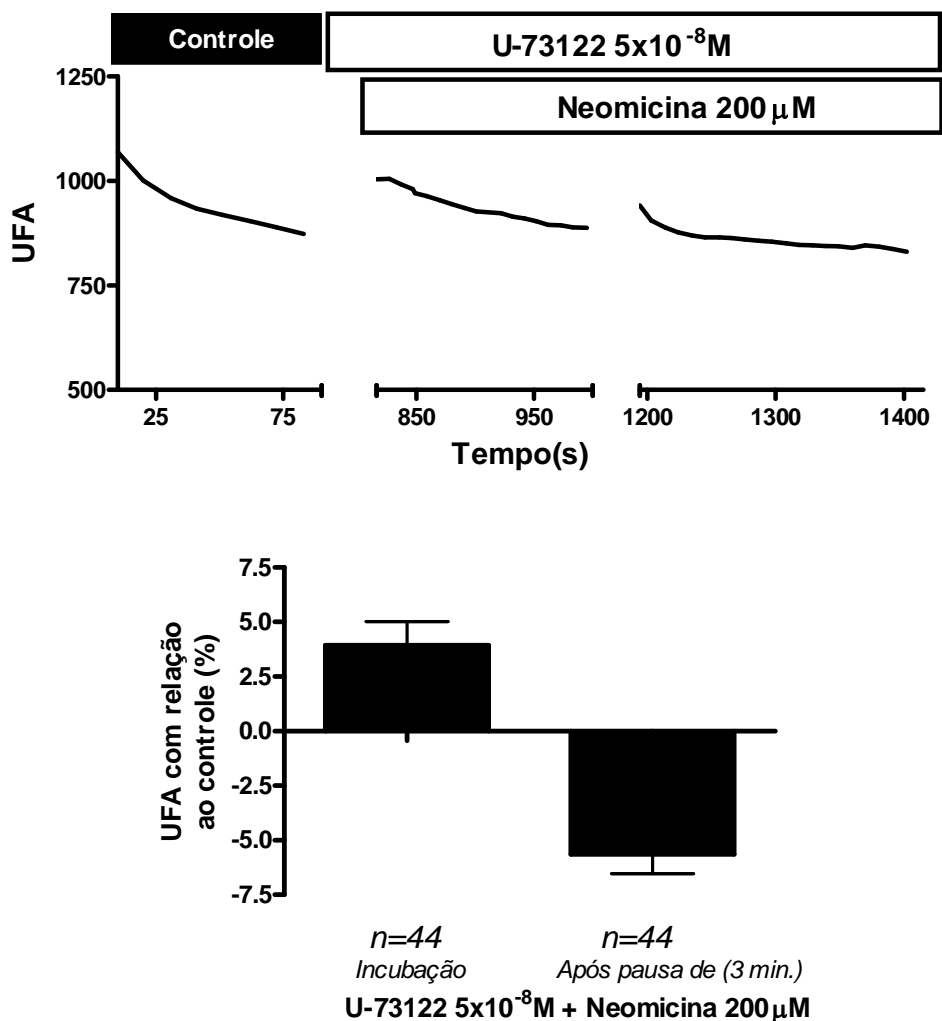 Controle
U-73122 5x10⁻⁸M
Neomicina 200 μM
1250
1000
750
500
UFA
25 75 850 950 1200 1300 1400
Tempo(s)
7.5
5.0
2.5
0.0
-2.5
-5.0
-7.5
UFA com relação
ao controle (%)
n=44 n=44
Incubação Após pausa de (3 min.)
U-73122 5x10⁻⁸M + Neomicina 200μM